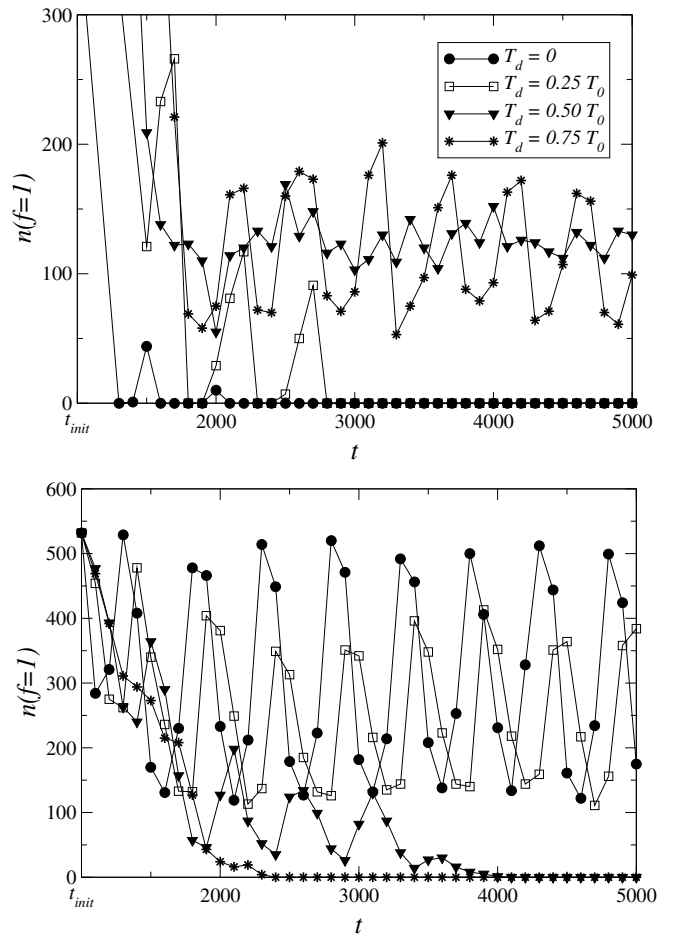 300
200
100
0
n(f=1)
T_d = 0
T_d = 0.25 T_0
T_d = 0.50 T_0
T_d = 0.75 T_0
t_init 2000 3000 4000 5000
t
600
500
400
300
200
100
0
n(f=1)
t_init 2000 3000 4000 5000
t